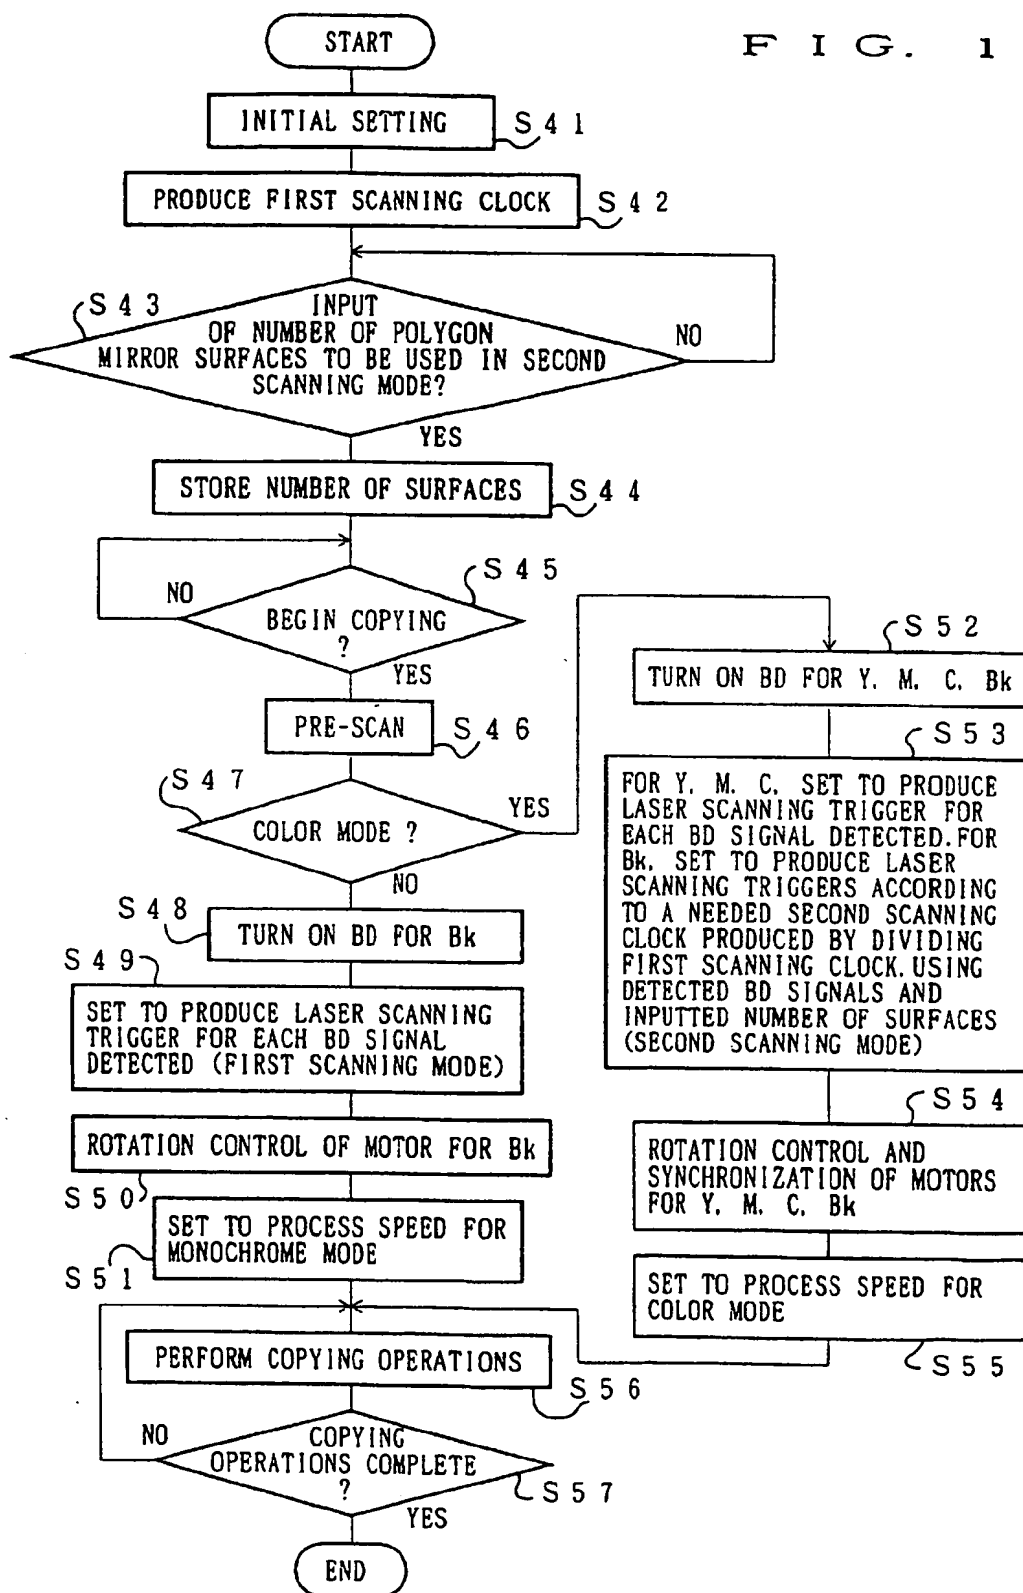 START
F I G. 1
INITIAL SETTING
S 4 1
PRODUCE FIRST SCANNING CLOCK
S 4 2
S 4 3
INPUT
OF NUMBER OF POLYGON
MIRROR SURFACES TO BE USED IN SECOND
SCANNING MODE?
NO
YES
STORE NUMBER OF SURFACES
S 4 4
NO
S 4 5
BEGIN COPYING
?
YES
PRE-SCAN
S 4 6
S 4 7
COLOR MODE ?
YES
NO
S 4 8
TURN ON BD FOR Bk
S 4 9
SET TO PRODUCE LASER SCANNING
TRIGGER FOR EACH BD SIGNAL
DETECTED (FIRST SCANNING MODE)
ROTATION CONTROL OF MOTOR FOR Bk
S 5 0
SET TO PROCESS SPEED FOR
MONOCHROME MODE
S 5 1
S 5 2
TURN ON BD FOR Y. M. C. Bk
S 5 3
FOR Y. M. C. SET TO PRODUCE
LASER SCANNING TRIGGER FOR
EACH BD SIGNAL DETECTED. FOR
Bk. SET TO PRODUCE LASER
SCANNING TRIGGERS ACCORDING
TO A NEEDED SECOND SCANNING
CLOCK PRODUCED BY DIVIDING
FIRST SCANNING CLOCK. USING
DETECTED BD SIGNALS AND
INPUTTED NUMBER OF SURFACES
(SECOND SCANNING MODE)
S 5 4
ROTATION CONTROL AND
SYNCHRONIZATION OF MOTORS
FOR Y. M. C. Bk
SET TO PROCESS SPEED FOR
COLOR MODE
S 5 5
PERFORM COPYING OPERATIONS
S 5 6
NO
COPYING
OPERATIONS COMPLETE
?
S 5 7
YES
END